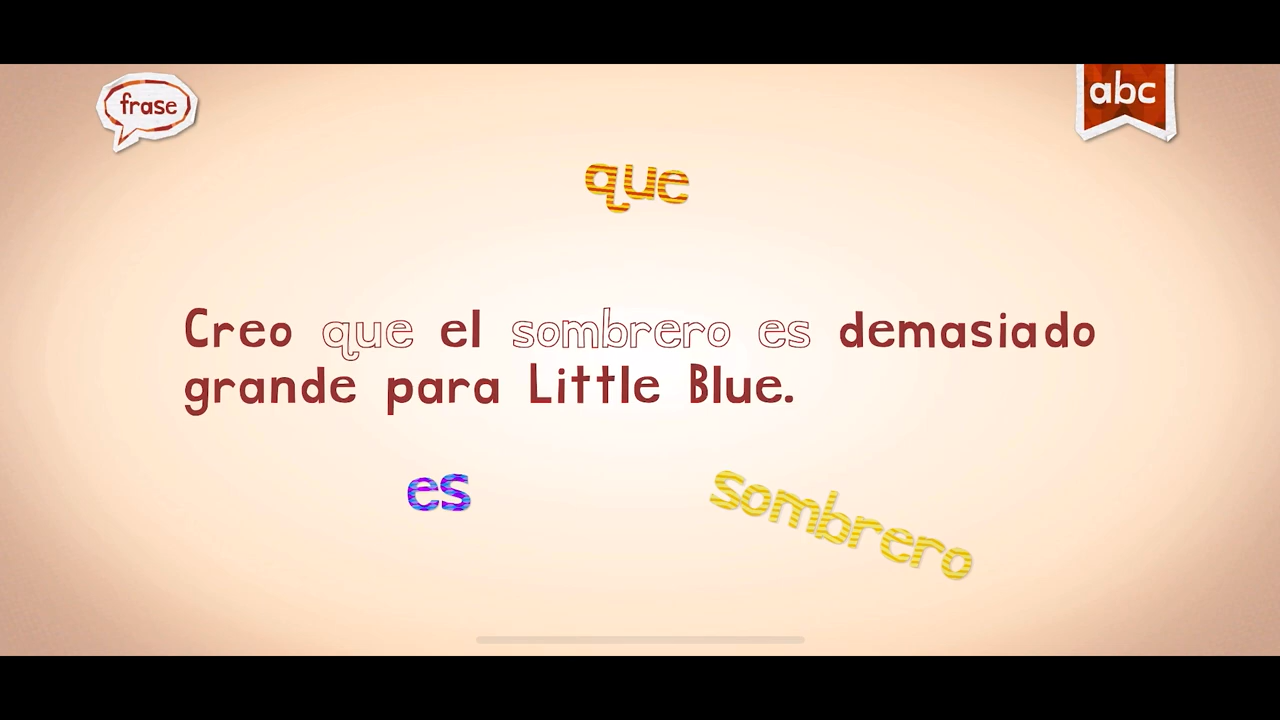 frase
abc
que
Creo que el sombrero es demasiado
grande para Little Blue.
es
sombrero